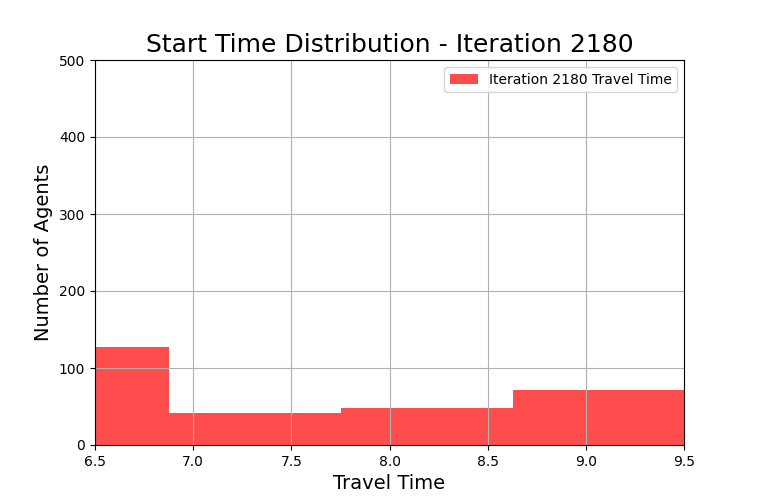 Start Time Distribution - Iteration 2180
Iteration 2180 Travel Time
Number of Agents
500
400
300
200
100
0
6.5 7.0 7.5 8.0 8.5 9.0 9.5
Travel Time